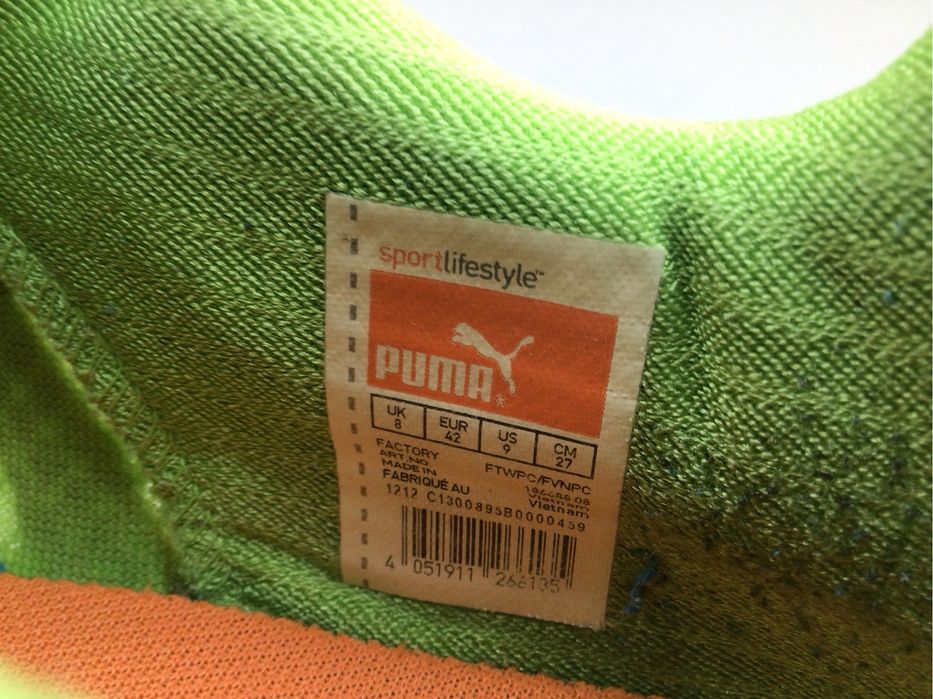 sportlifestyle™
PUMA®
UK EUR US CM
8 42 9 27
FACTORY FTWPC/FVNPC
ART.NO.
MADE IN Vietnam
FABRIQUÉ AU Vietnam
1212 C1300895B0000459
4 051911 266135